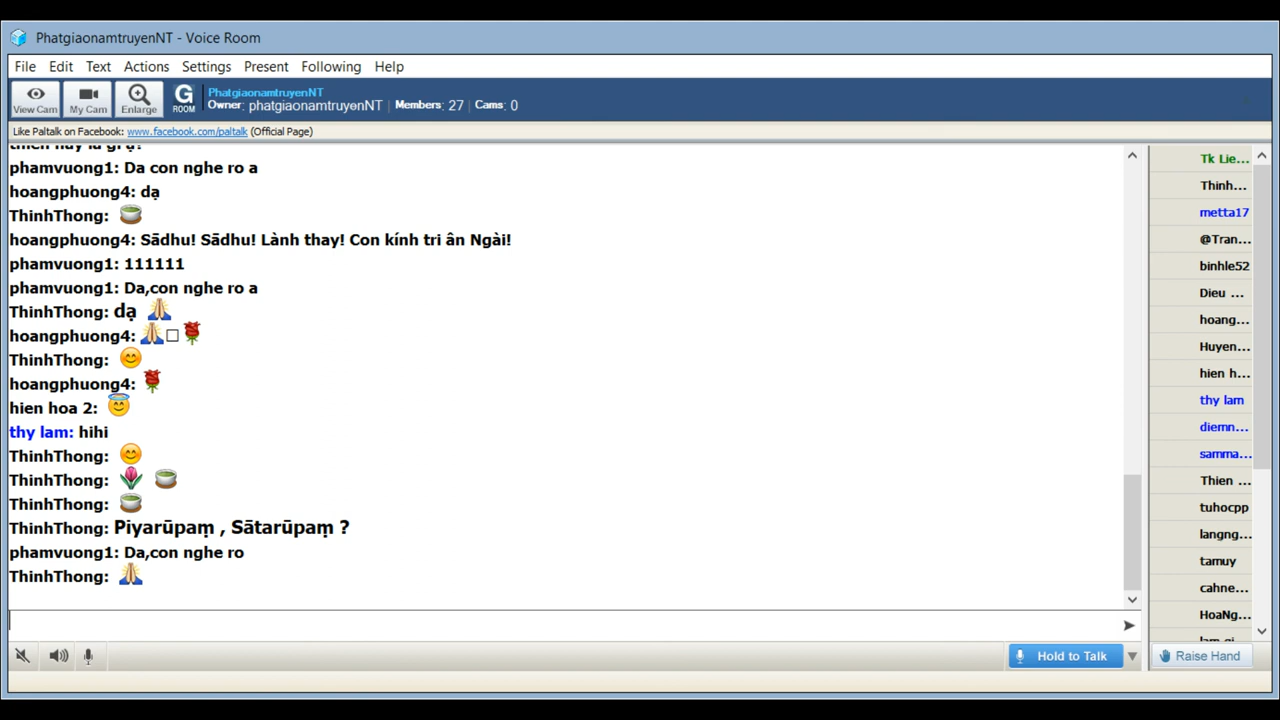 PhatgiaonamtruyenNT - Voice Room
File Edit Text Actions Settings Present Following Help
View Cam My Cam Enlarge G ROOM
PhatgiaonamtruyenNT
Owner: phatgiaonamtruyenNT | Members: 27 | Cams: 0
Like Paltalk on Facebook: www.facebook.com/paltalk (Official Page)
phamvuong1: Da con nghe ro a
hoangphuong4: dạ
ThinhThong:
hoangphuong4: Sādhu! Sādhu! Lành thay! Con kính tri ân Ngài!
phamvuong1: 111111
phamvuong1: Da,con nghe ro a
ThinhThong: dạ 🙏
hoangphuong4: 🙏□🌹
ThinhThong: 😊
hoangphuong4: 🌹
hien hoa 2: 😇
thy lam: hihi
ThinhThong: 😊
ThinhThong: 🌷 🍵
ThinhThong: 🍵
ThinhThong: Piyarūpaṃ , Sātarūpaṃ ?
phamvuong1: Da,con nghe ro
ThinhThong: 🙏
Tk Lie...
Thinh...
metta17
@Tran...
binhle52
Dieu ...
hoang...
Huyen...
hien h...
thy lam
diemn...
samma...
Thien ...
tuhocpp
langng...
tamuy
cahne...
HoaNg...
Hold to Talk
Raise Hand